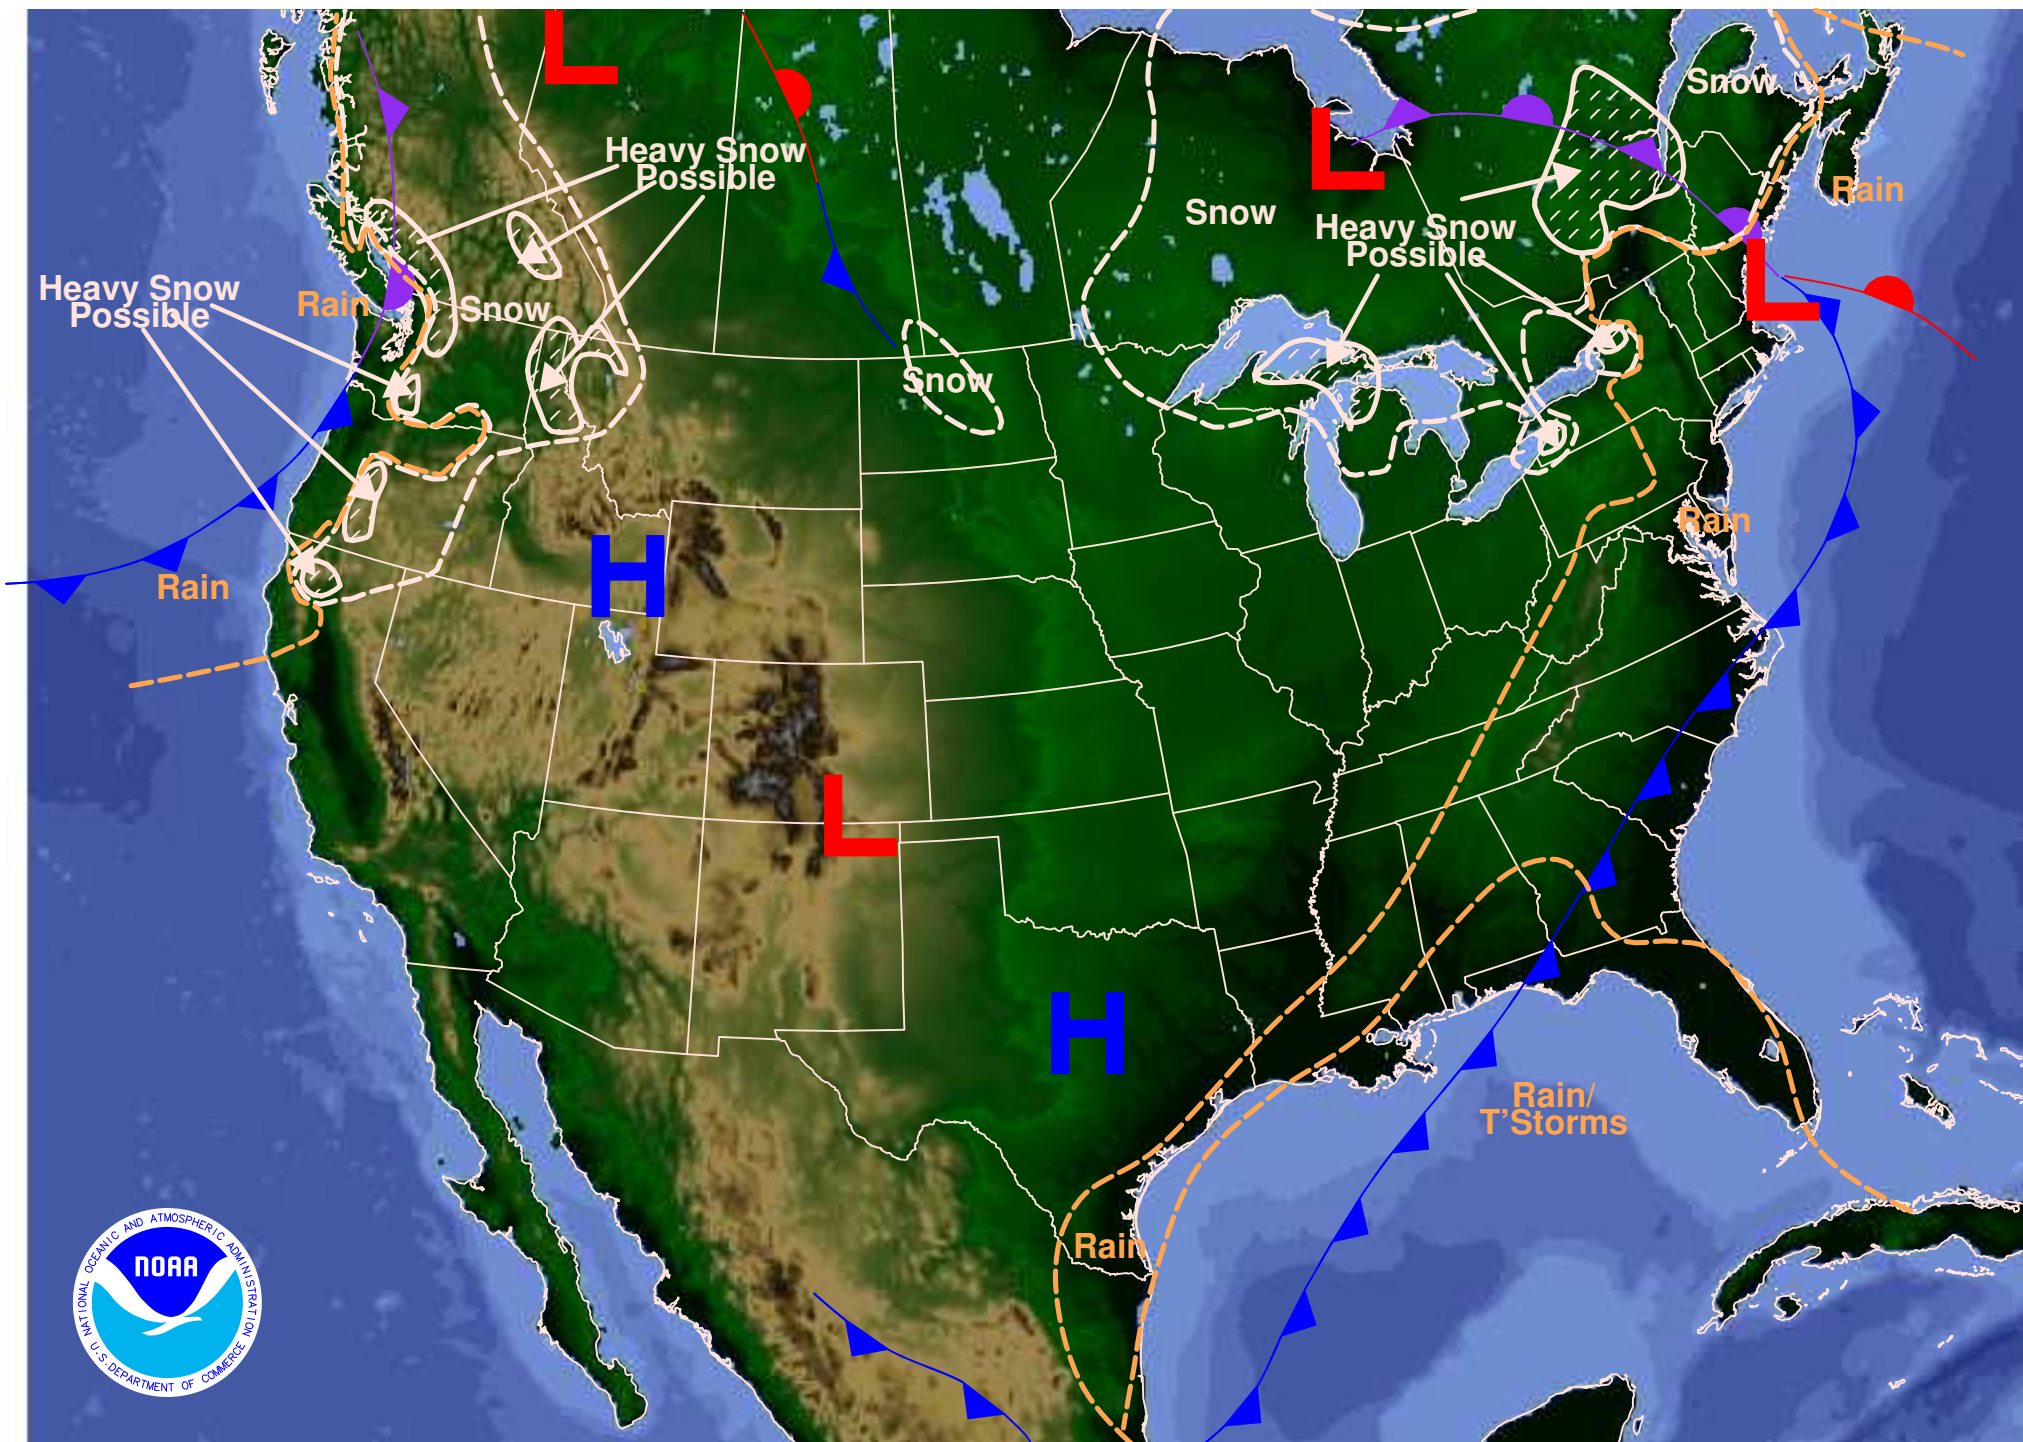 L
Snow
Heavy Snow
Possible
L
Rain
Snow
Heavy Snow
Possible
L
Heavy Snow
Possible
Rain
Snow
Snow
Rain
H
Rain
L
H
Rain/
T'Storms
Rain
NATIONAL OCEANIC AND ATMOSPHERIC ADMINISTRATION
NOAA
U.S. DEPARTMENT OF COMMERCE